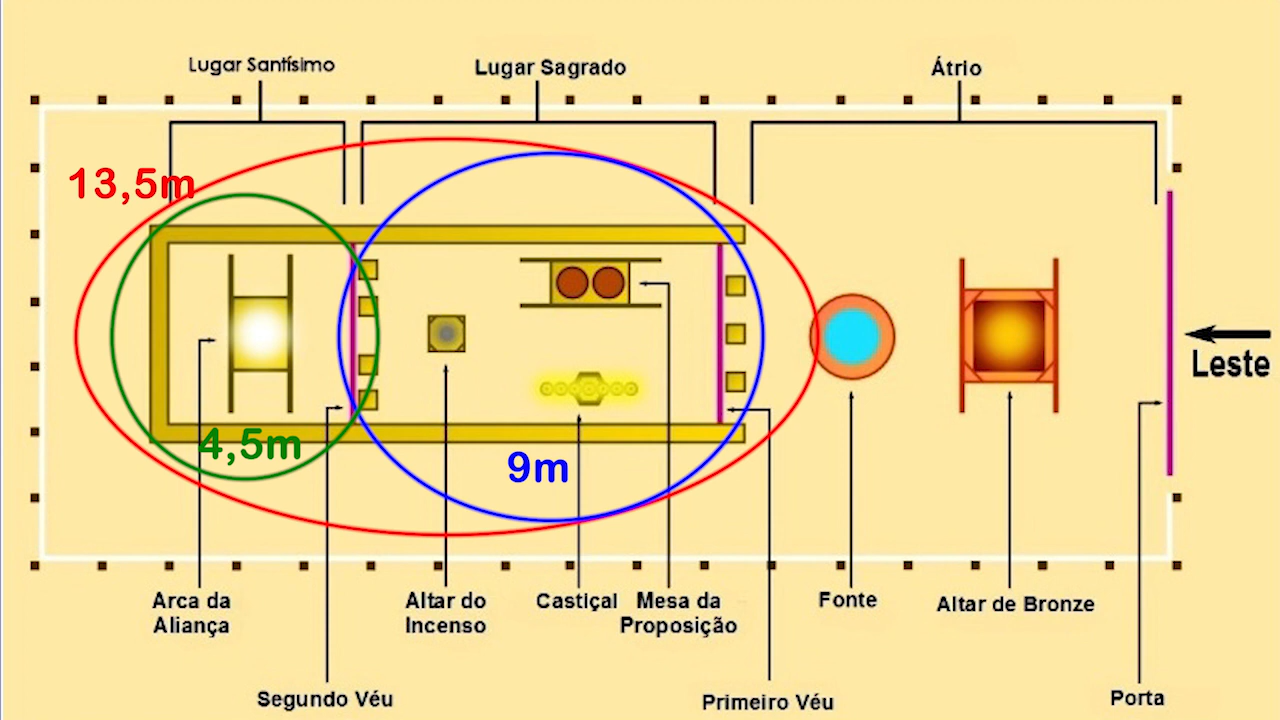 Lugar Santísimo
Lugar Sagrado
Átrio
13,5m
Leste
4,5m
9m
Arca da
Aliança
Altar do
Incenso
Castiçal
Mesa da
Proposição
Fonte
Altar de Bronze
Segundo Véu
Primeiro Véu
Porta